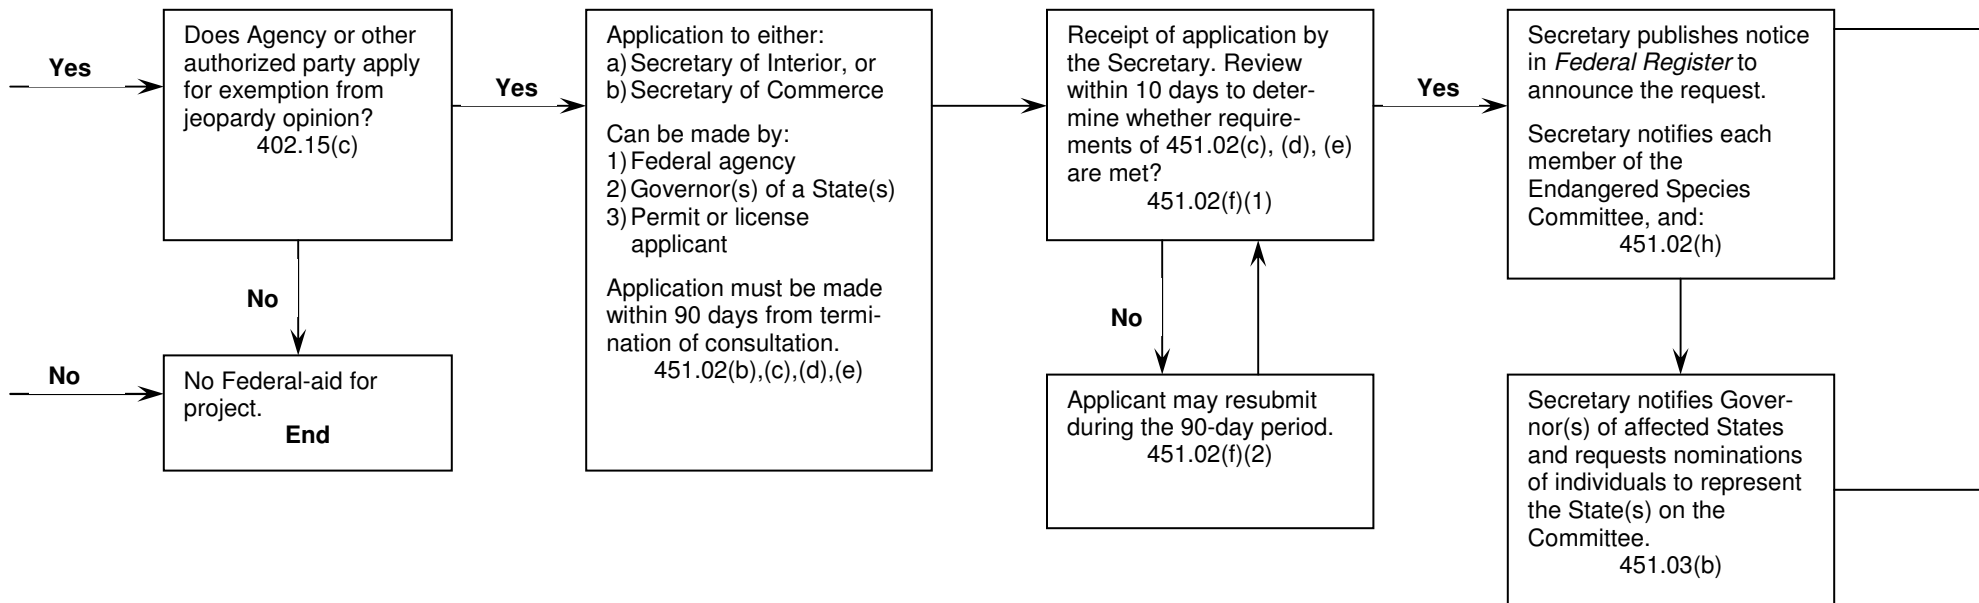 Yes
Does Agency or other
authorized party apply
for exemption from
jeopardy opinion?
402.15(c)
No
No
No Federal-aid for
project.
End
Yes
Application to either:
a) Secretary of Interior, or
b) Secretary of Commerce
Can be made by:
1) Federal agency
2) Governor(s) of a State(s)
3) Permit or license
applicant
Application must be made
within 90 days from termi-
nation of consultation.
451.02(b),(c),(d),(e)
Receipt of application by
the Secretary. Review
within 10 days to deter-
mine whether require-
ments of 451.02(c), (d), (e)
are met?
451.02(f)(1)
No
Applicant may resubmit
during the 90-day period.
451.02(f)(2)
Yes
Secretary publishes notice
in Federal Register to
announce the request.
Secretary notifies each
member of the
Endangered Species
Committee, and:
451.02(h)
Secretary notifies Gover-
nor(s) of affected States
and requests nominations
of individuals to represent
the State(s) on the
Committee.
451.03(b)